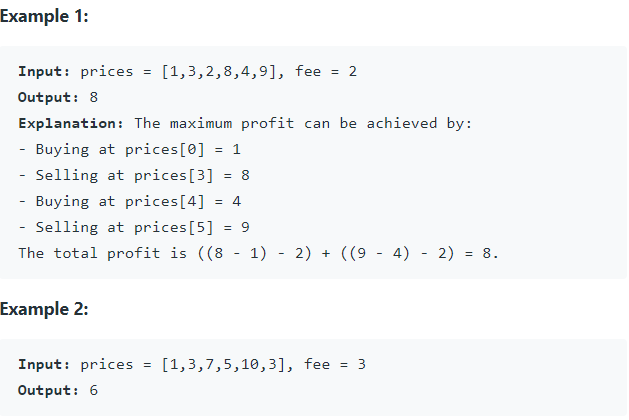 Example 1:
Input: prices = [1,3,2,8,4,9], fee = 2
Output: 8
Explanation: The maximum profit can be achieved by:
- Buying at prices[0] = 1
- Selling at prices[3] = 8
- Buying at prices[4] = 4
- Selling at prices[5] = 9
The total profit is ((8 - 1) - 2) + ((9 - 4) - 2) = 8.
Example 2:
Input: prices = [1,3,7,5,10,3], fee = 3
Output: 6